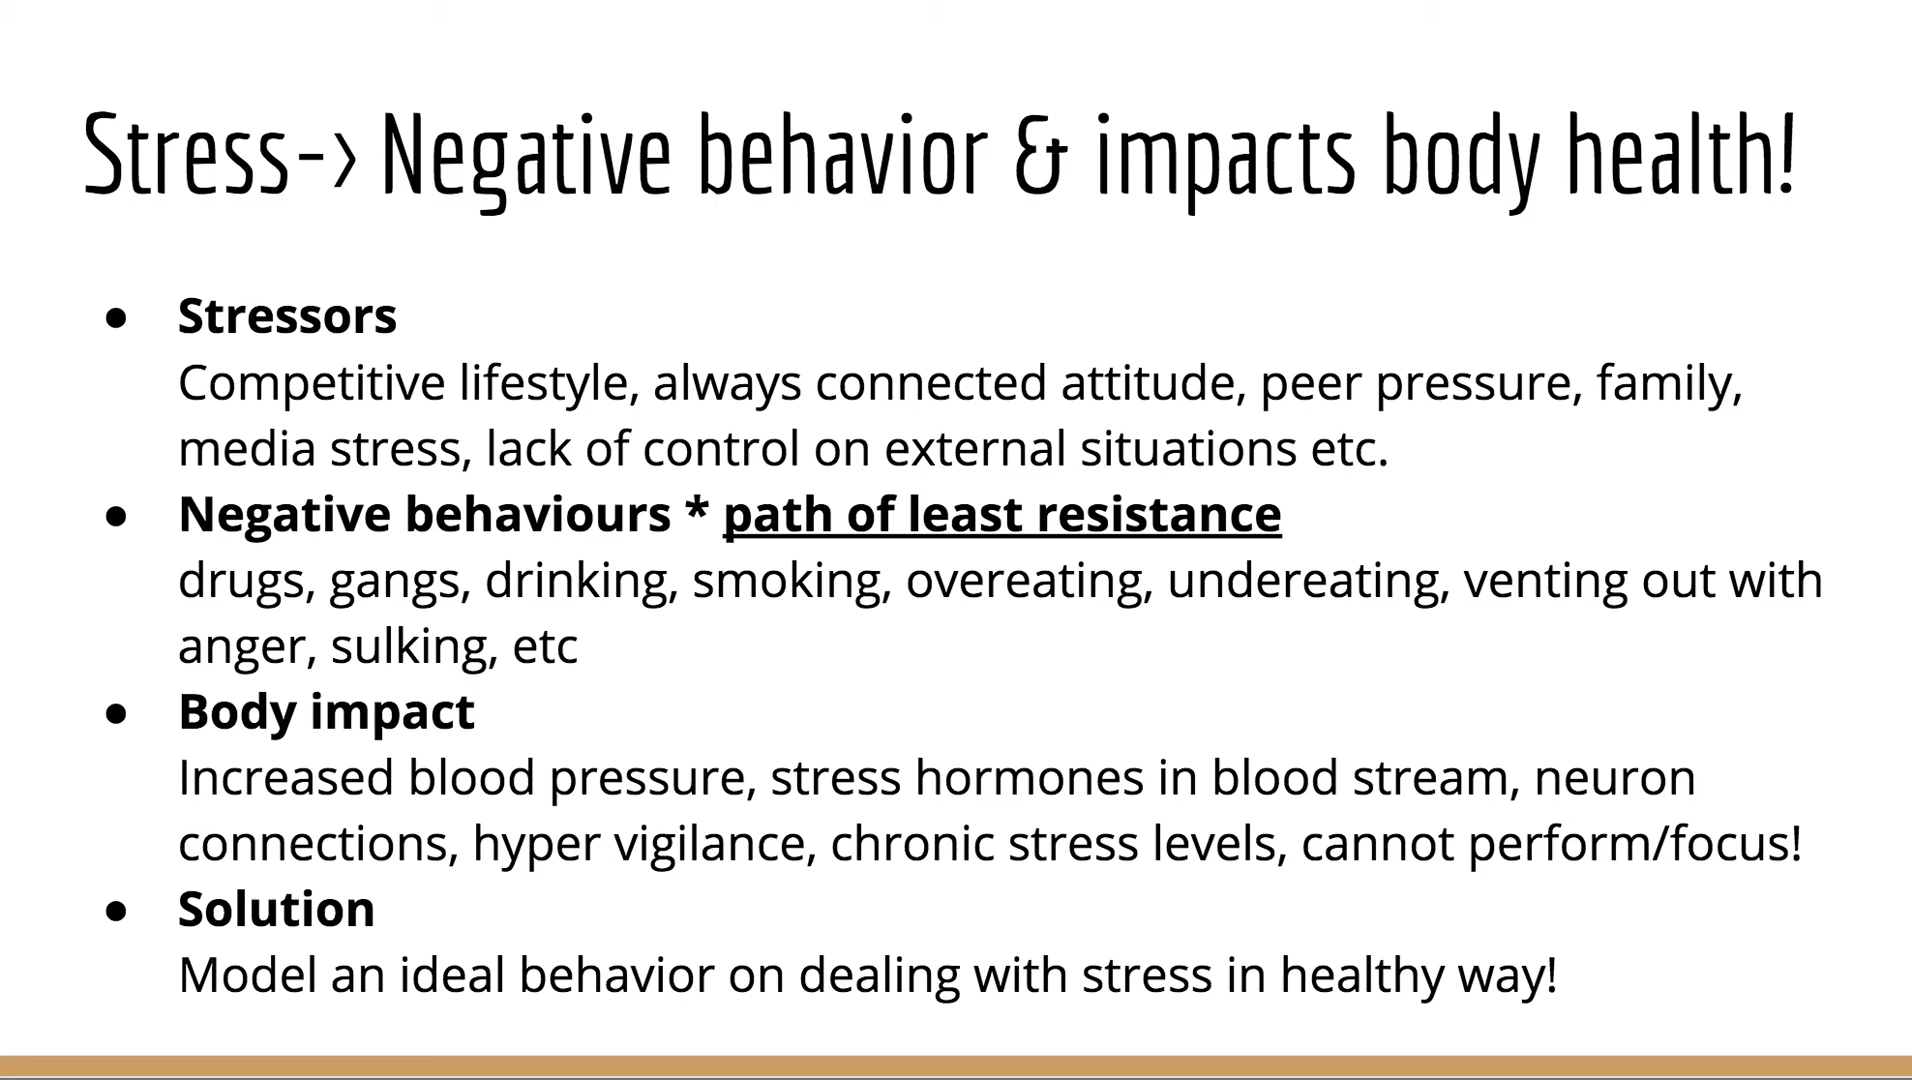 Stress-> Negative behavior & impacts body health!
● Stressors
Competitive lifestyle, always connected attitude, peer pressure, family,
media stress, lack of control on external situations etc.
● Negative behaviours * path of least resistance
drugs, gangs, drinking, smoking, overeating, undereating, venting out with
anger, sulking, etc
● Body impact
Increased blood pressure, stress hormones in blood stream, neuron
connections, hyper vigilance, chronic stress levels, cannot perform/focus!
● Solution
Model an ideal behavior on dealing with stress in healthy way!